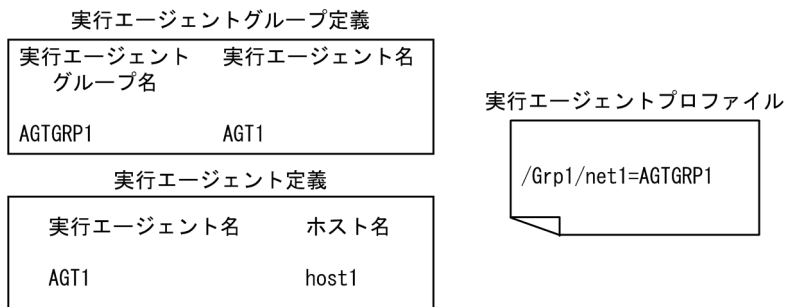 実行エージェントグループ定義
実行エージェント 実行エージェント名
グループ名
AGTGRP1 AGT1
実行エージェント定義
実行エージェント名 ホスト名
AGT1 host1
実行エージェントプロファイル
/Grp1/net1=AGTGRP1